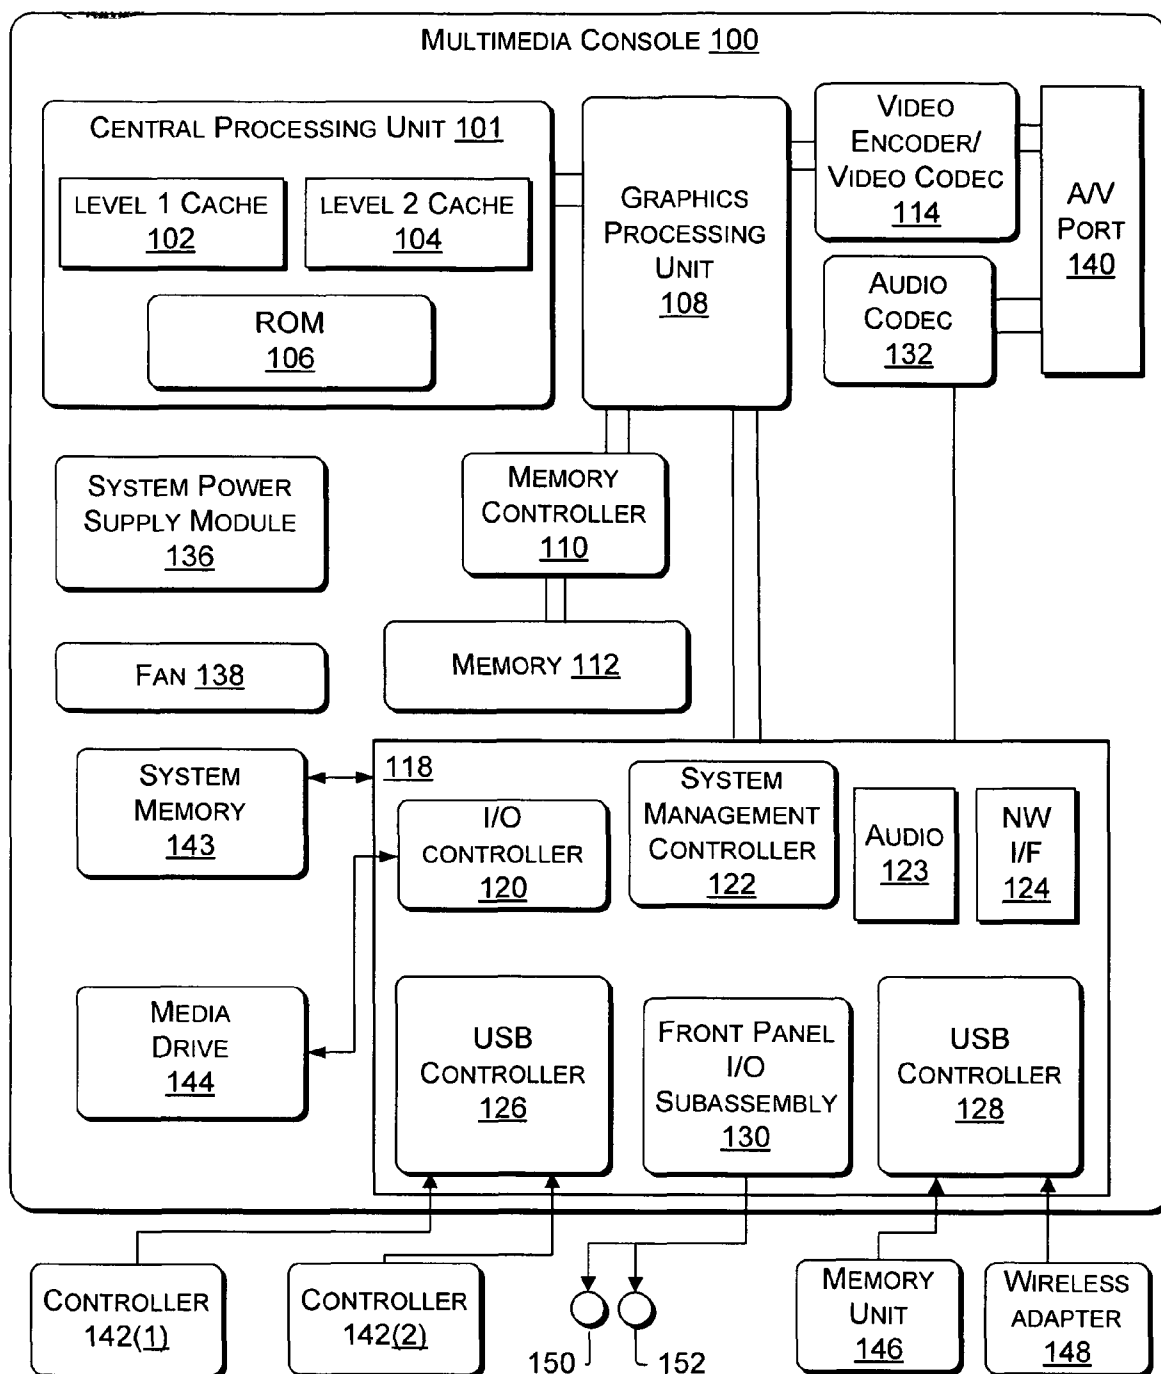 MULTIMEDIA CONSOLE 100
CENTRAL PROCESSING UNIT 101
LEVEL 1 CACHE
102
LEVEL 2 CACHE
104
ROM
106
GRAPHICS
PROCESSING
UNIT
108
VIDEO
ENCODER/
VIDEO CODEC
114
A/V
PORT
140
AUDIO
CODEC
132
SYSTEM POWER
SUPPLY MODULE
136
MEMORY
CONTROLLER
110
FAN 138
MEMORY 112
SYSTEM
MEMORY
143
118
I/O
CONTROLLER
120
SYSTEM
MANAGEMENT
CONTROLLER
122
AUDIO
123
NW
I/F
124
MEDIA
DRIVE
144
USB
CONTROLLER
126
FRONT PANEL
I/O
SUBASSEMBLY
130
USB
CONTROLLER
128
CONTROLLER
142(1)
CONTROLLER
142(2)
150
152
MEMORY
UNIT
146
WIRELESS
ADAPTER
148